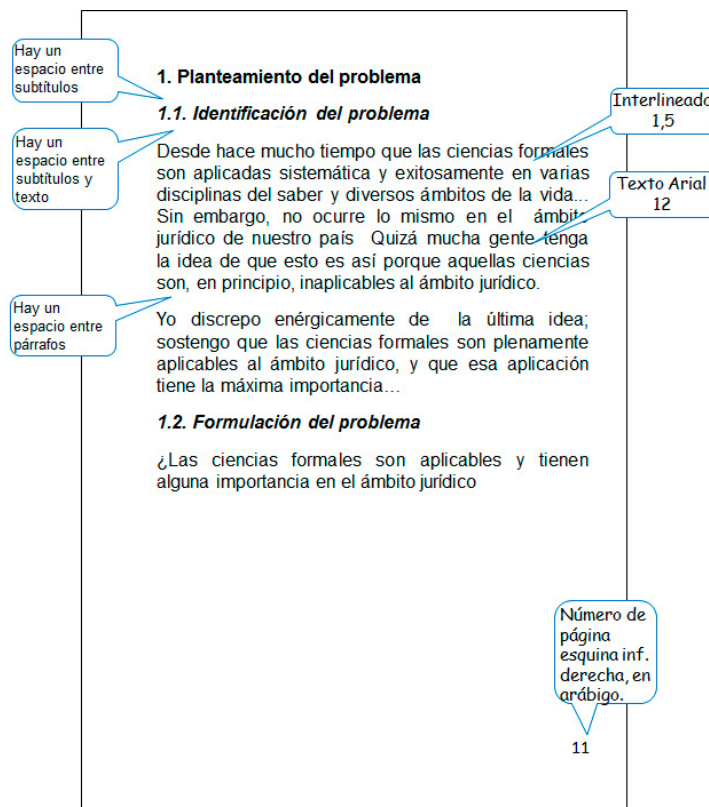 Hay un
espacio entre
subtítulos
1. Planteamiento del problema
1.1. Identificación del problema
Interlineado
1,5
Hay un
espacio entre
subtítulos y
texto
Desde hace mucho tiempo que las ciencias formales
son aplicadas sistemática y exitosamente en varias
disciplinas del saber y diversos ámbitos de la vida...
Sin embargo, no ocurre lo mismo en el ámbito
jurídico de nuestro país Quizá mucha gente tenga
la idea de que esto es así porque aquellas ciencias
son, en principio, inaplicables al ámbito jurídico.
Texto Arial
12
Hay un
espacio entre
párrafos
Yo discrepo enérgicamente de la última idea;
sostengo que las ciencias formales son plenamente
aplicables al ámbito jurídico, y que esa aplicación
tiene la máxima importancia…
1.2. Formulación del problema
¿Las ciencias formales son aplicables y tienen
alguna importancia en el ámbito jurídico
Número de
página
esquina inf.
derecha, en
arábigo.
11